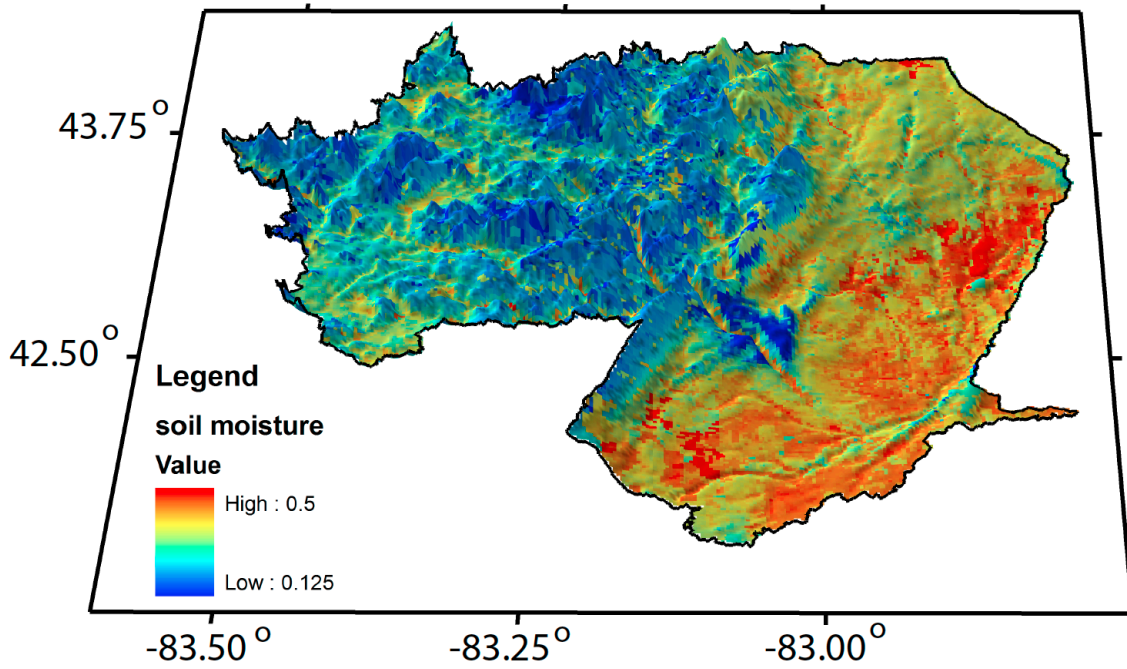 43.75 o
42.50 o
Legend
soil moisture
Value
High : 0.5
Low : 0.125
-83.50 o
-83.25 o
-83.00 o